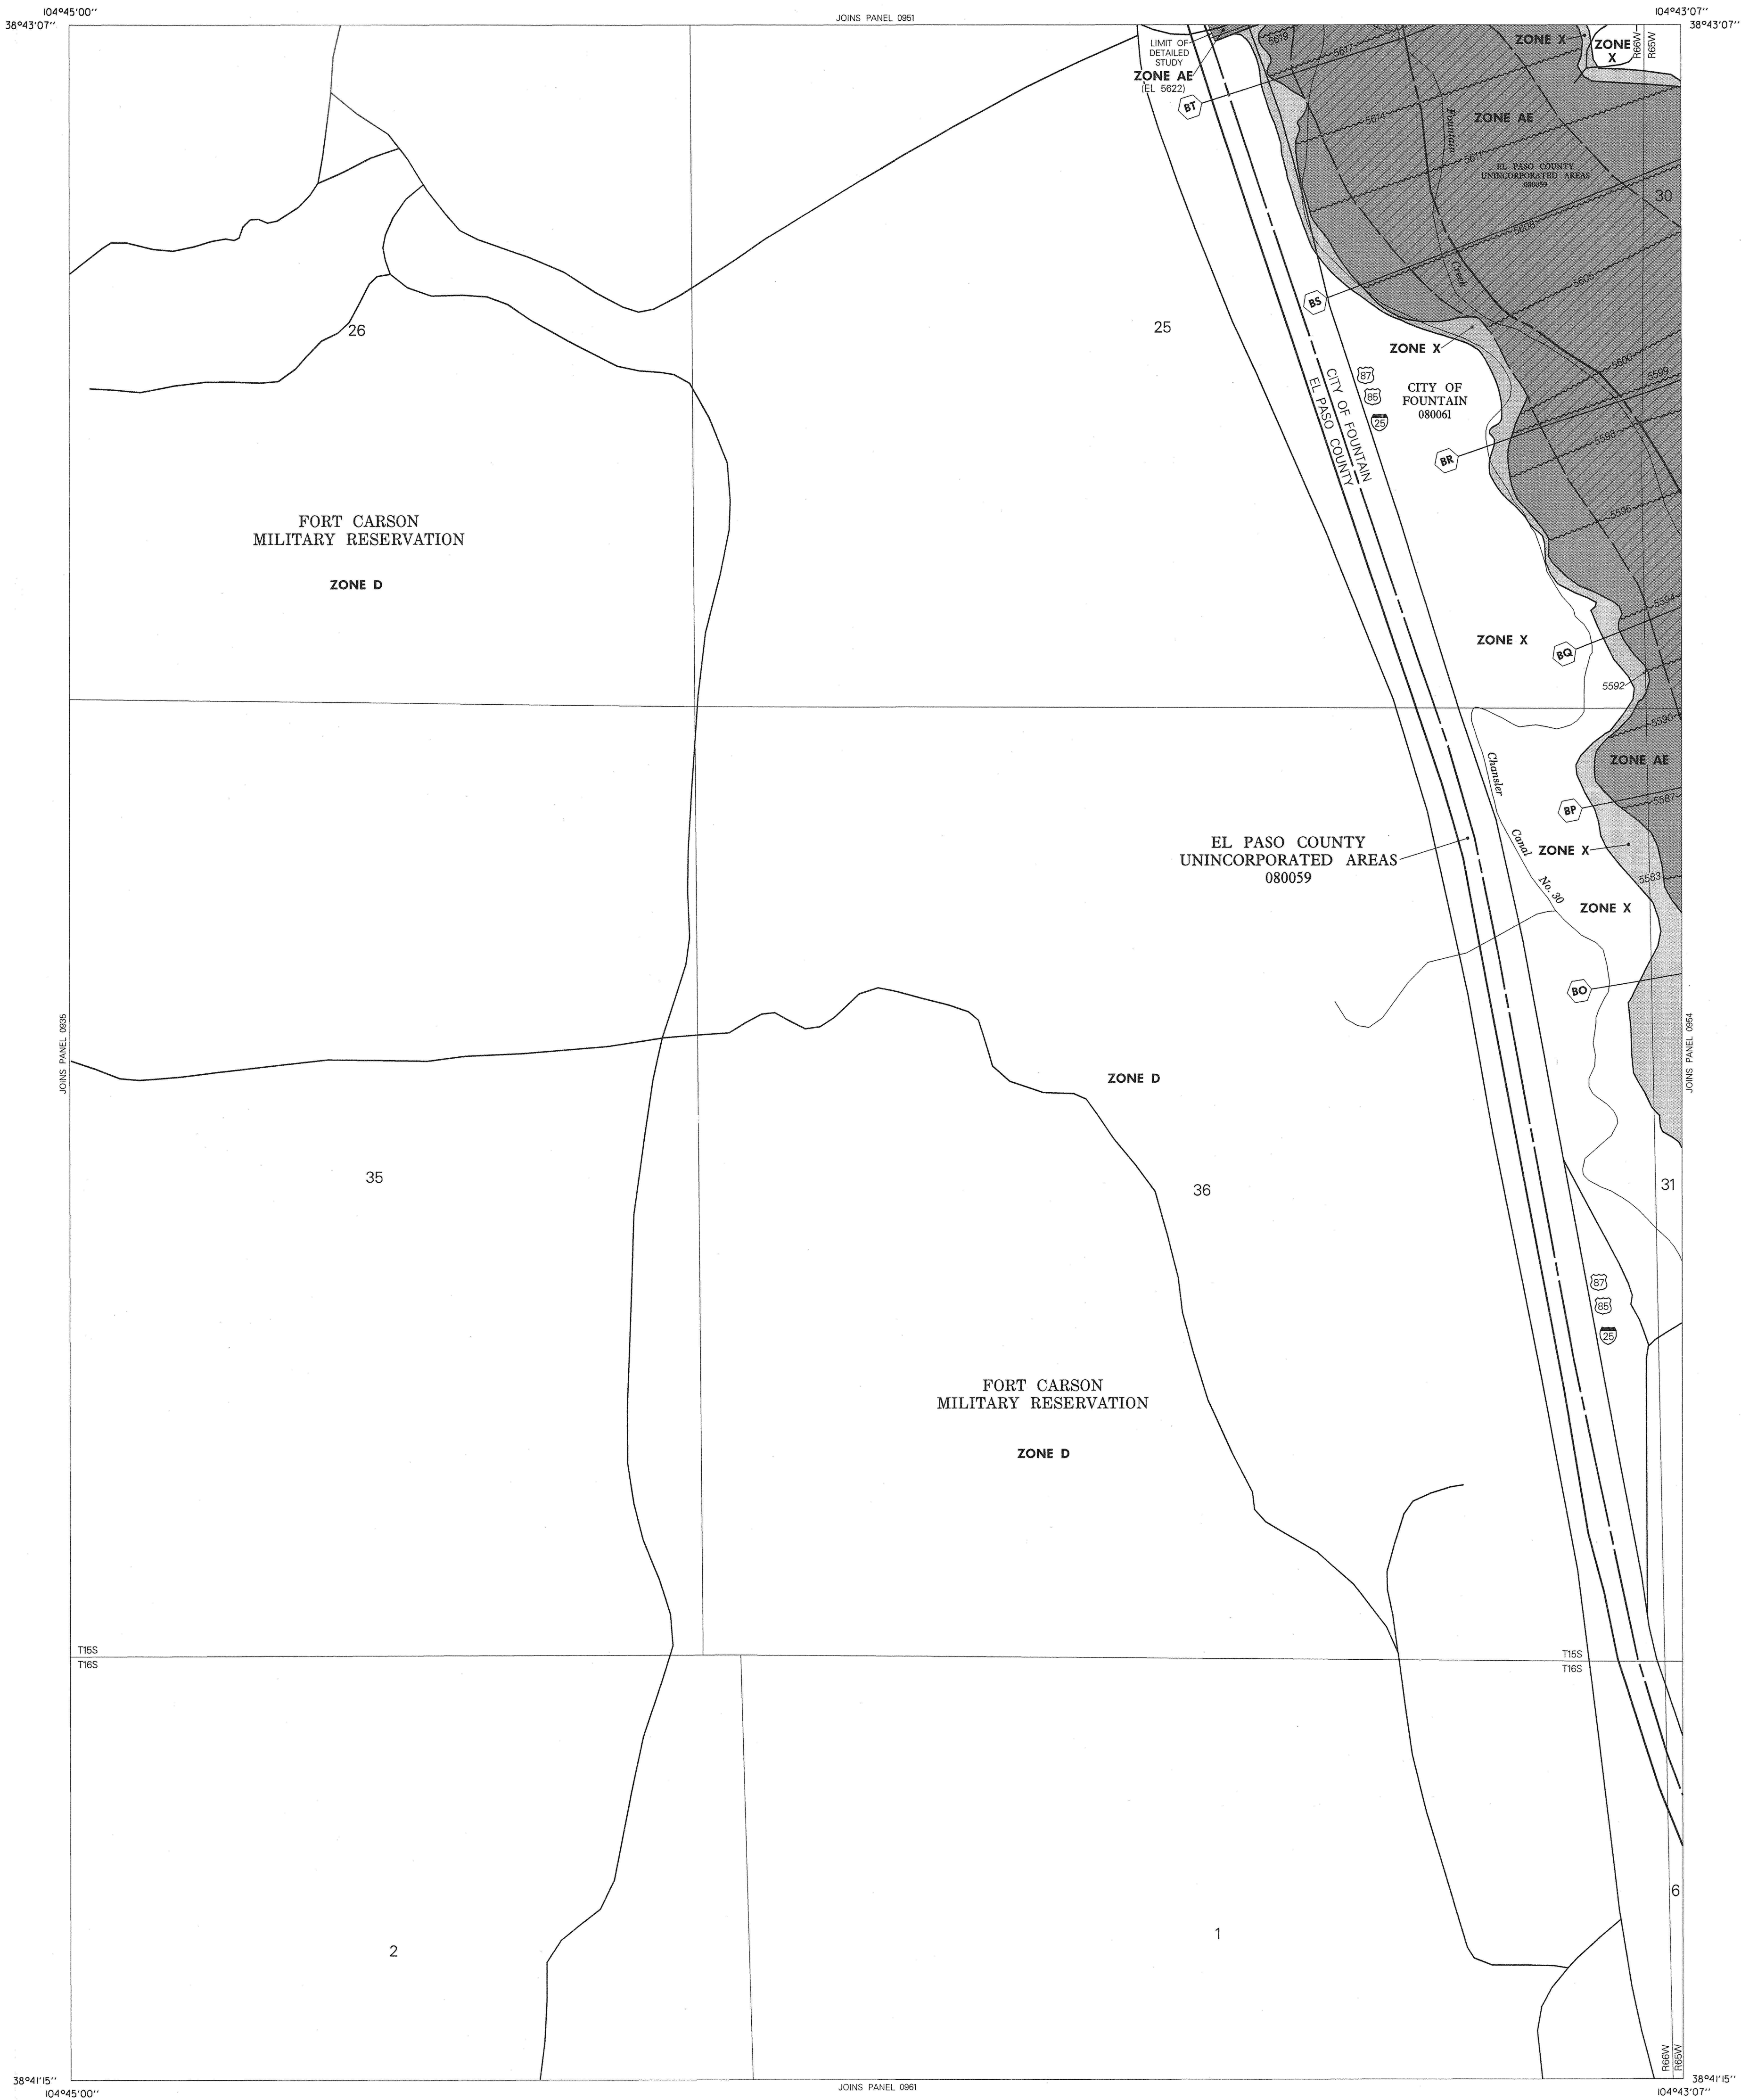 104°45'00''
38°43'07''
JOINS PANEL 0951
104°43'07''
38°43'07''
LIMIT OF
DETAILED
STUDY
ZONE AE
(EL 5622)
BT
5619
5617
ZONE X
ZONE
X
R66W
R65W
5614
Fountain
ZONE AE
5611
EL PASO COUNTY
UNINCORPORATED AREAS
080059
30
5608
Creek
5605
BS
26
25
ZONE X
87
85
25
CITY OF
FOUNTAIN
080061
CITY OF FOUNTAIN
EL PASO COUNTY
5600
5599
5598
BR
5596
FORT CARSON
MILITARY RESERVATION
ZONE D
5594
ZONE X
BQ
5592
5590
ZONE AE
Chansler
Canal
No. 30
5587
BP
EL PASO COUNTY
UNINCORPORATED AREAS
080059
ZONE X
5583
ZONE X
BO
JOINS PANEL 0935
JOINS PANEL 0954
ZONE D
35
36
31
87
85
25
FORT CARSON
MILITARY RESERVATION
ZONE D
T15S
T16S
T15S
T16S
6
2
1
R66W
R65W
38°41'15''
104°45'00''
JOINS PANEL 0961
38°41'15''
104°43'07''